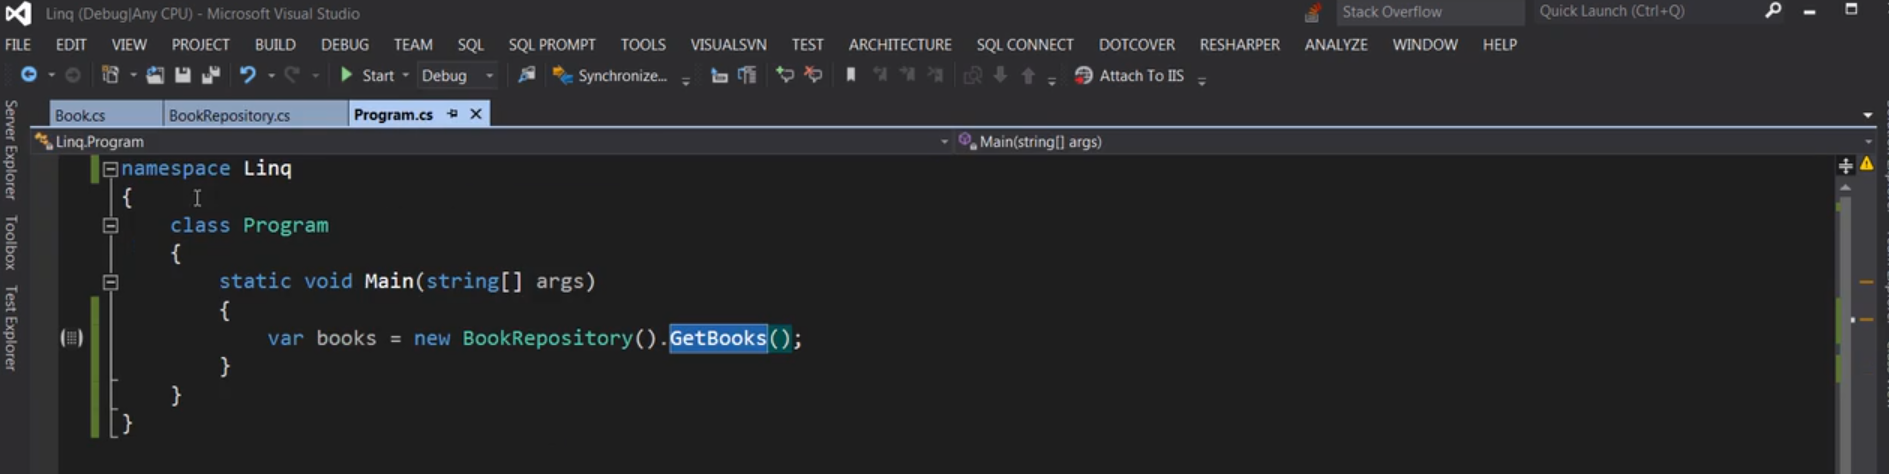 Linq (Debug|Any CPU) - Microsoft Visual Studio
Stack Overflow
Quick Launch (Ctrl+Q)
FILE EDIT VIEW PROJECT BUILD DEBUG TEAM SQL SQL PROMPT TOOLS VISUALSVN TEST ARCHITECTURE SQL CONNECT DOTCOVER RESHARPER ANALYZE WINDOW HELP
Start Debug Synchronize... Attach To IIS
Server Explorer
Toolbox
Test Explorer
Book.cs BookRepository.cs Program.cs
Linq.Program Main(string[] args)
namespace Linq
{
class Program
{
static void Main(string[] args)
{
var books = new BookRepository().GetBooks();
}
}
}